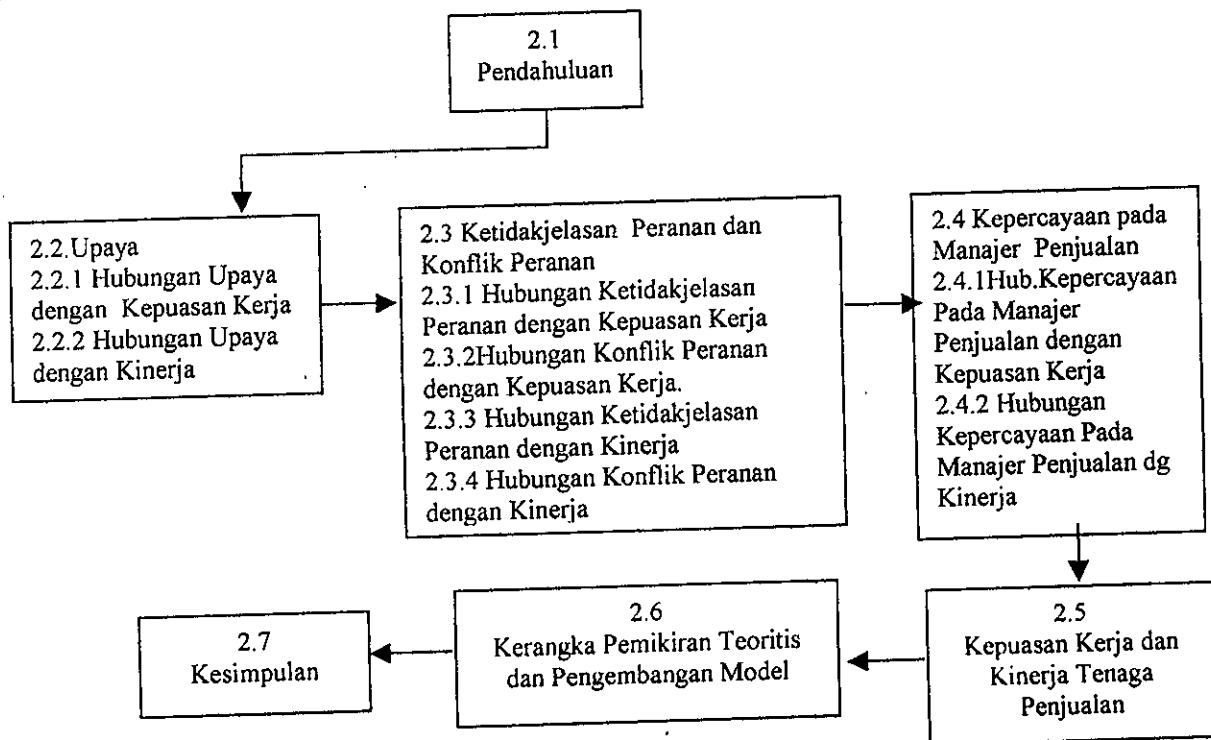 2.1
Pendahuluan
2.2.Upaya
2.2.1 Hubungan Upaya
dengan Kepuasan Kerja
2.2.2 Hubungan Upaya
dengan Kinerja
2.3 Ketidakjelasan Peranan dan
Konflik Peranan
2.3.1 Hubungan Ketidakjelasan
Peranan dengan Kepuasan Kerja
2.3.2Hubungan Konflik Peranan
dengan Kepuasan Kerja.
2.3.3 Hubungan Ketidakjelasan
Peranan dengan Kinerja
2.3.4 Hubungan Konflik Peranan
dengan Kinerja
2.4 Kepercayaan pada
Manajer Penjualan
2.4.1Hub.Kepercayaan
Pada Manajer
Penjualan dengan
Kepuasan Kerja
2.4.2 Hubungan
Kepercayaan Pada
Manajer Penjualan dg
Kinerja
2.5
Kepuasan Kerja dan
Kinerja Tenaga
Penjualan
2.6
Kerangka Pemikiran Teoritis
dan Pengembangan Model
2.7
Kesimpulan